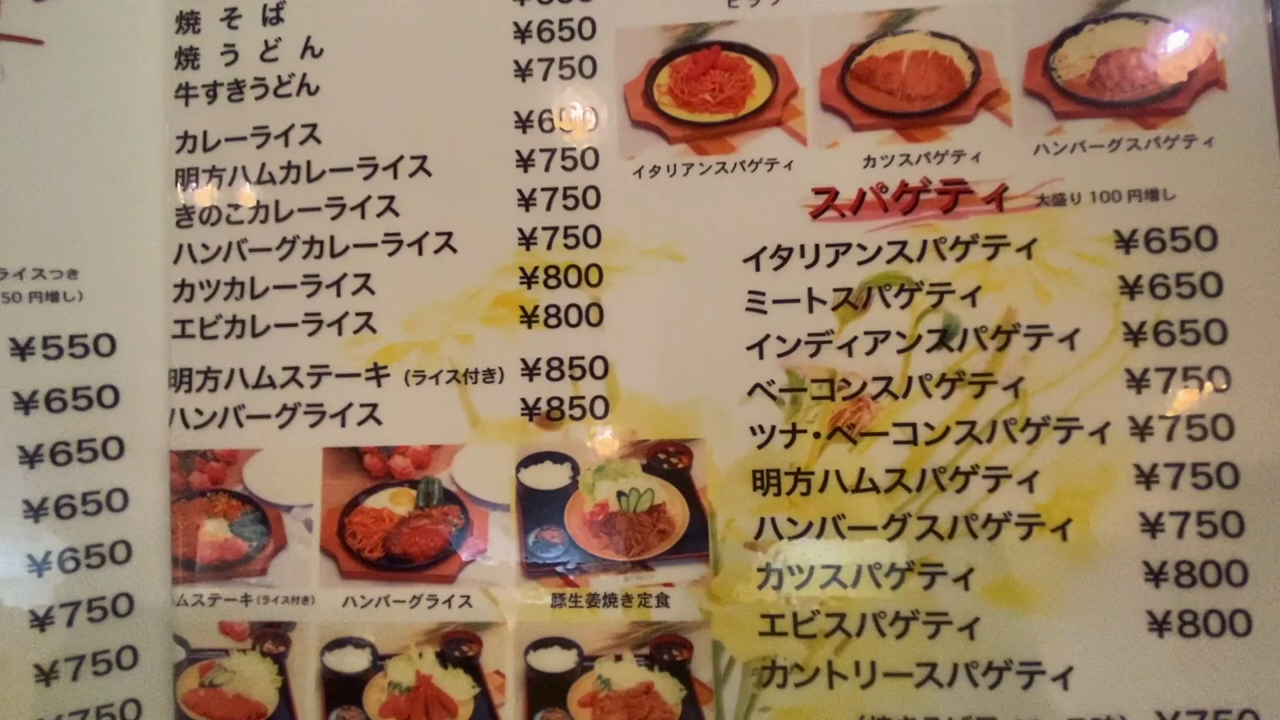 焼そば
焼うどん ¥650
牛すきうどん ¥750
カレーライス ¥650
明方ハムカレーライス ¥750
きのこカレーライス ¥750
ハンバーグカレーライス ¥750
カツカレーライス ¥800
エビカレーライス ¥800
明方ハムステーキ（ライス付き） ¥850
ハンバーグライス ¥850
ムステーキ（ライス付き）
ハンバーグライス
豚生姜焼き定食
ライスつき
50円増し）
¥550
¥650
¥650
¥650
¥650
¥750
¥750
¥750
イタリアンスパゲティ
カツスパゲティ
ハンバーグスパゲティ
スパゲティ 大盛り100円増し
イタリアンスパゲティ ¥650
ミートスパゲティ ¥650
インディアンスパゲティ ¥650
ベーコンスパゲティ ¥750
ツナ・ベーコンスパゲティ ¥750
明方ハムスパゲティ ¥750
ハンバーグスパゲティ ¥750
カツスパゲティ ¥800
エビスパゲティ ¥800
カントリースパゲティ
¥750